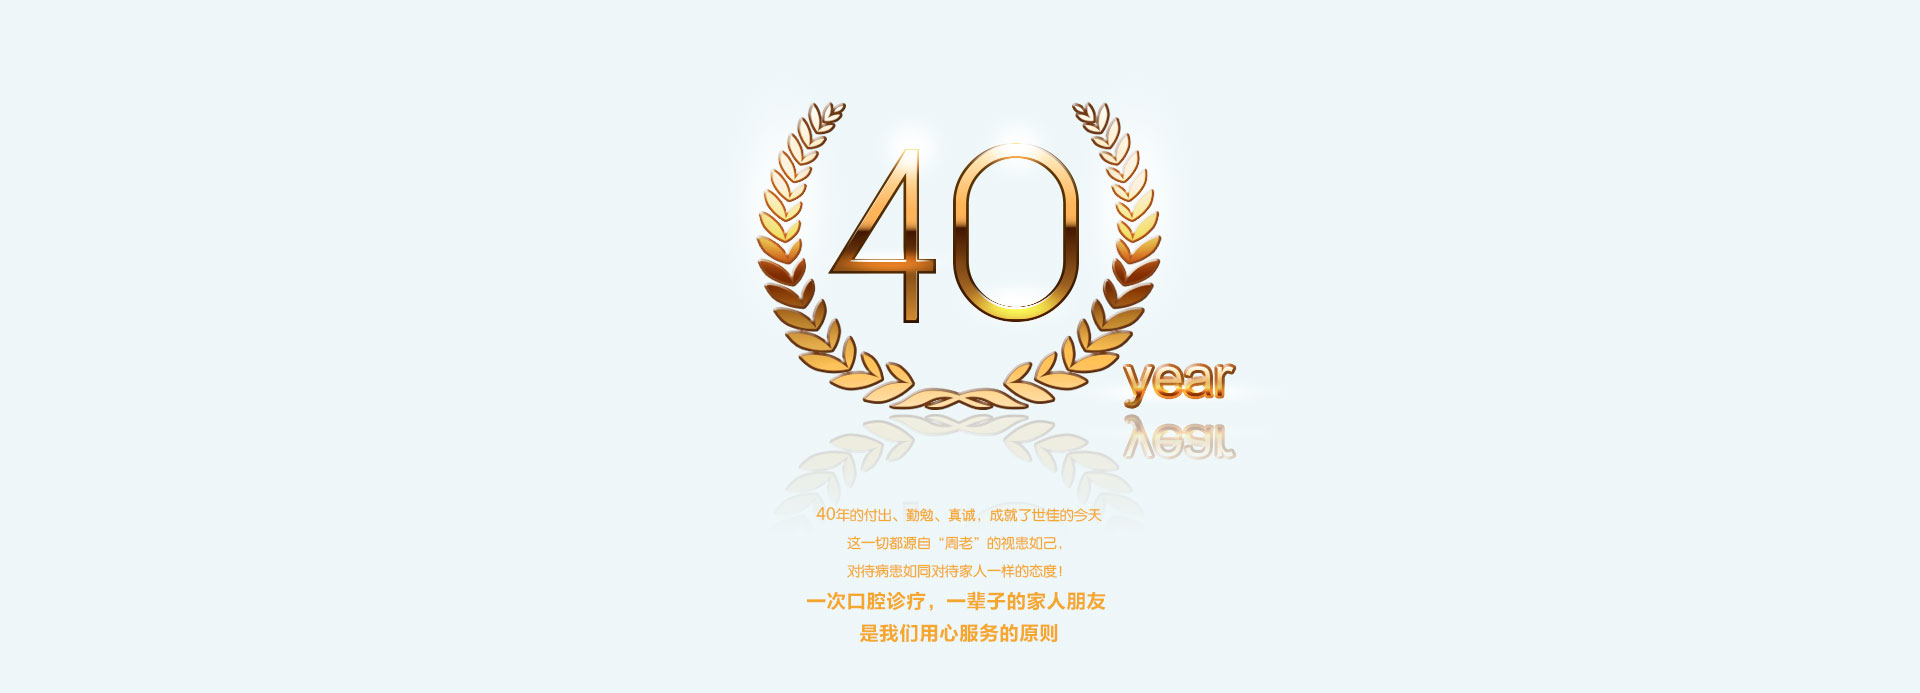 40
year
40年的付出、勤勉、真诚，成就了世佳的今天
这一切都源自“周老”的视患如己，
对待病患如同对待家人一样的态度！
一次口腔诊疗，一辈子的家人朋友
是我们用心服务的原则